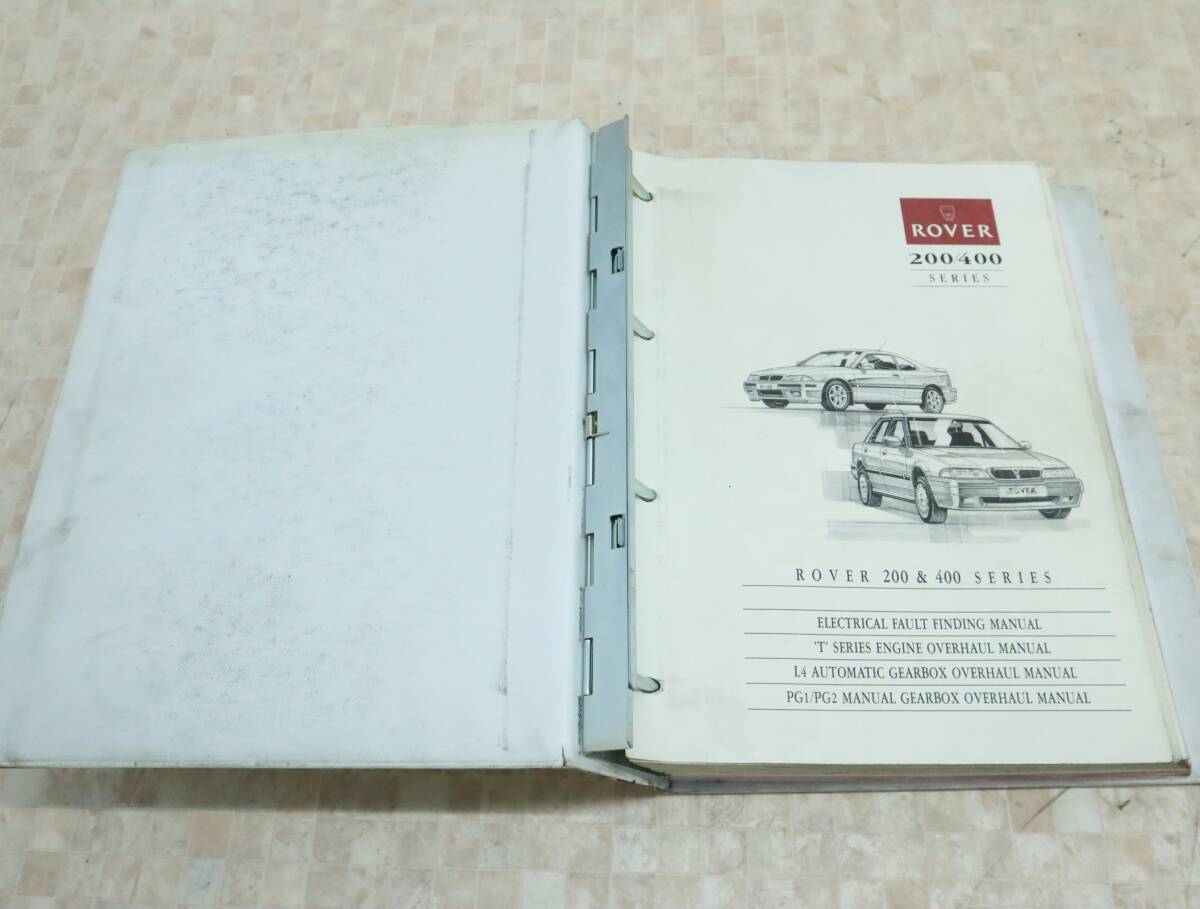 ROVER
200/400
SERIES
ROVER
ROVER 200 & 400 SERIES
ELECTRICAL FAULT FINDING MANUAL
'T' SERIES ENGINE OVERHAUL MANUAL
L4 AUTOMATIC GEARBOX OVERHAUL MANUAL
PG1/PG2 MANUAL GEARBOX OVERHAUL MANUAL